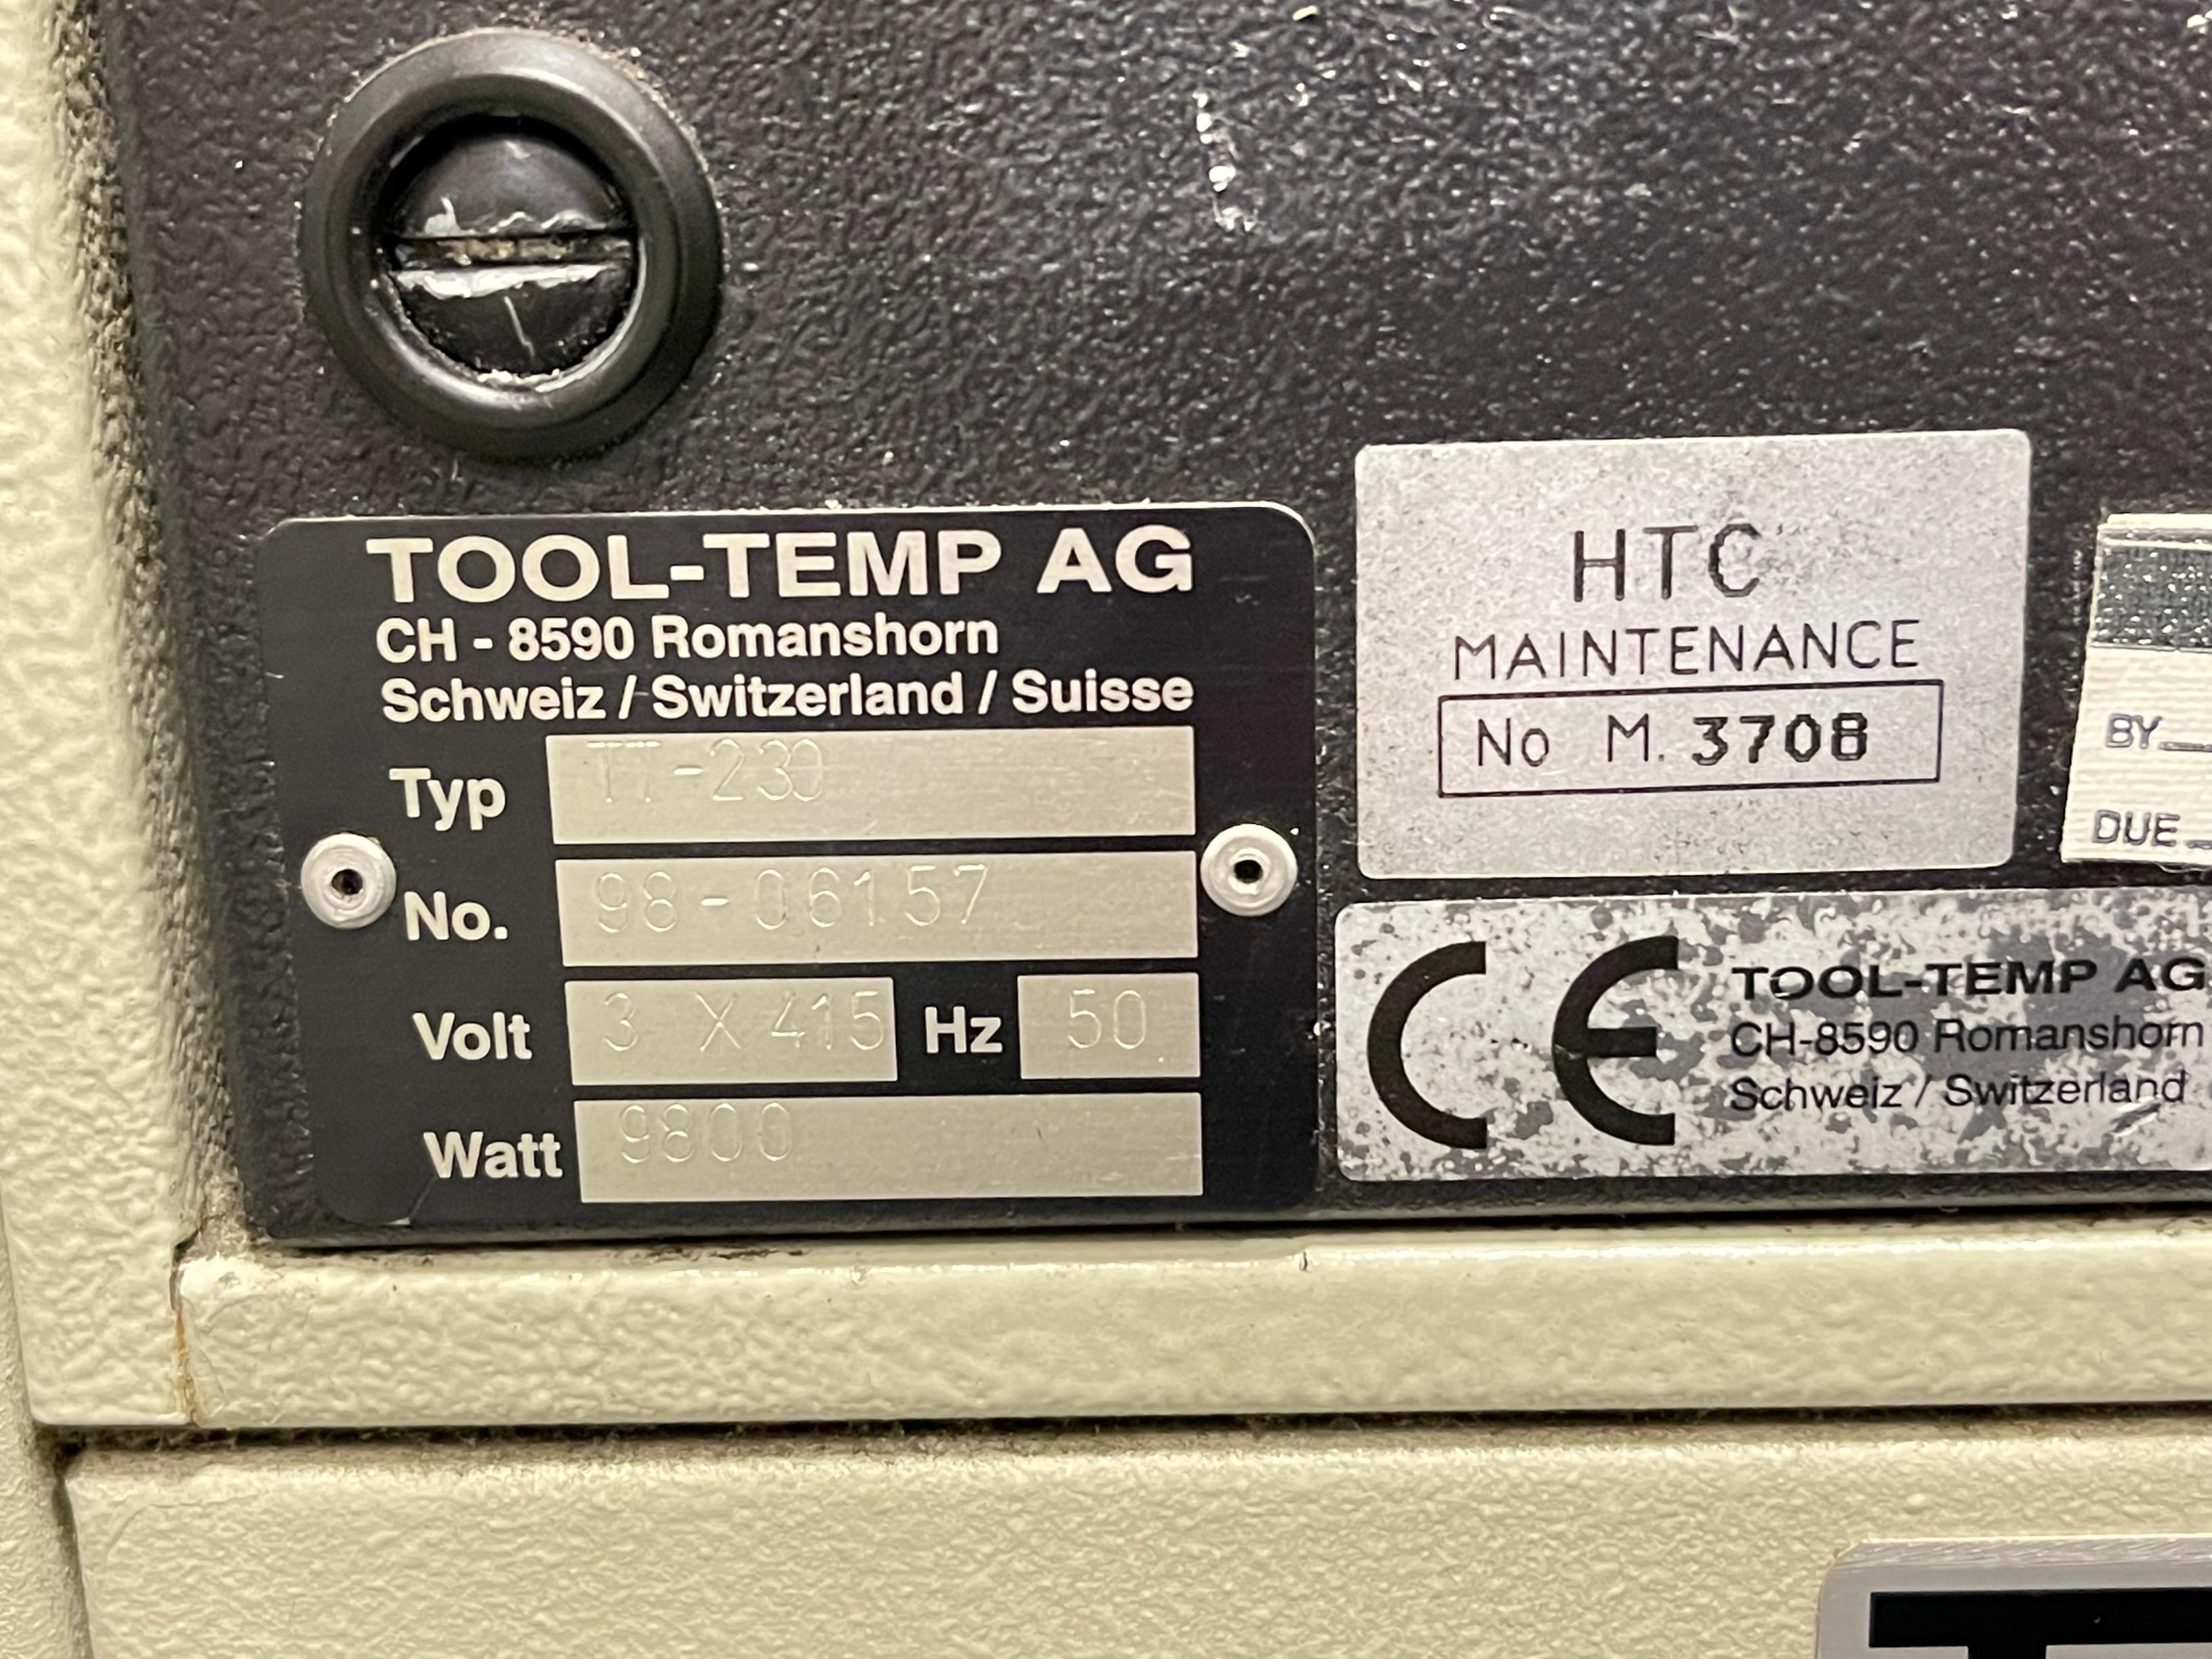 TOOL-TEMP AG
CH - 8590 Romanshorn
Schweiz / Switzerland / Suisse
Typ TT-230
No. 98-06157
Volt 3 X 415 Hz 50
Watt 9800
HTC
MAINTENANCE
No M. 3708
BY
DUE
CE
TOOL-TEMP AG
CH-8590 Romanshorn
Schweiz / Switzerland